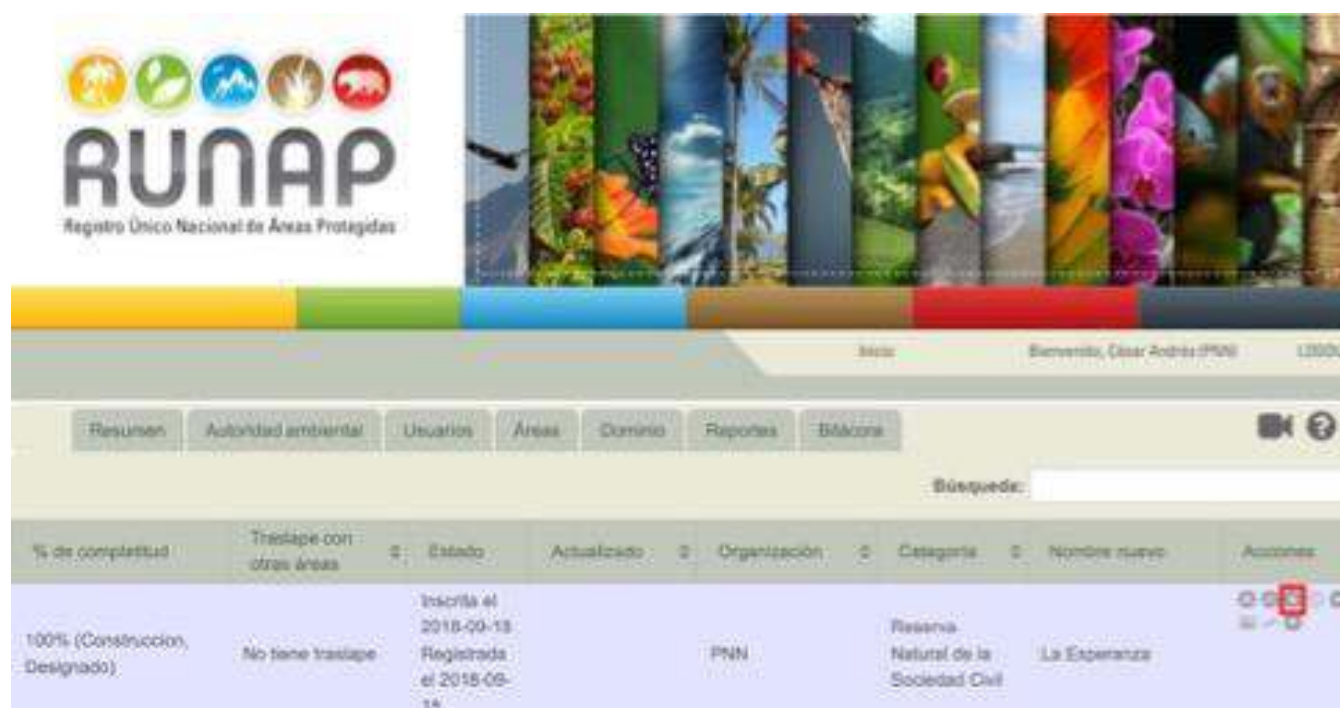 RUNAP
Registro Único Nacional de Áreas Protegidas
Inicio Bienvenido, César Andrés (PNN)
Resumen Autoridad ambiental Usuarios Áreas Dominio Reportes Bitácora
Búsqueda:
% de completitud Traslape con otras áreas Estado Actualizado Organización Categoría Nombre nuevo Acciones
100% (Construccion, Designado)
No tiene traslape
Inscrita el
2018-09-18
Registrada
el 2018-09-
18
PNN
Reserva
Natural de la
Sociedad Civil
La Esperanza